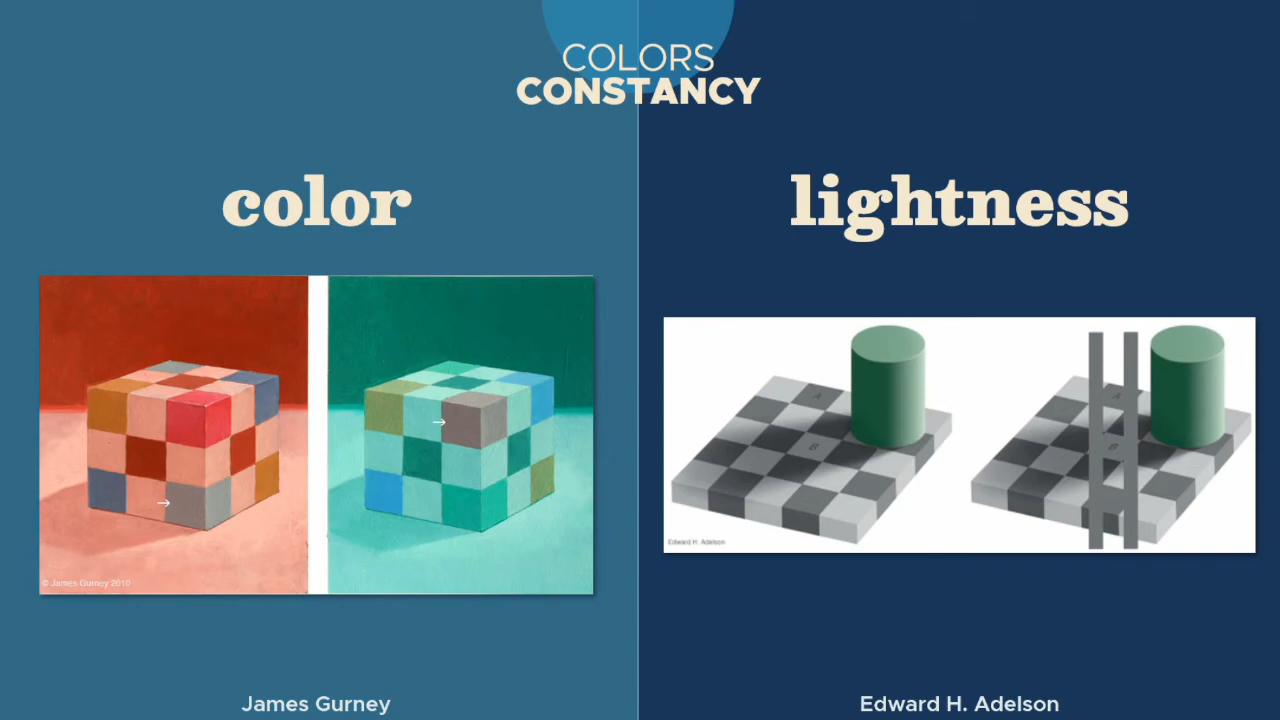 COLORS
CONSTANCY
color
lightness
→
→
© James Gurney 2010
A
B
A
B
Edward H. Adelson
James Gurney
Edward H. Adelson